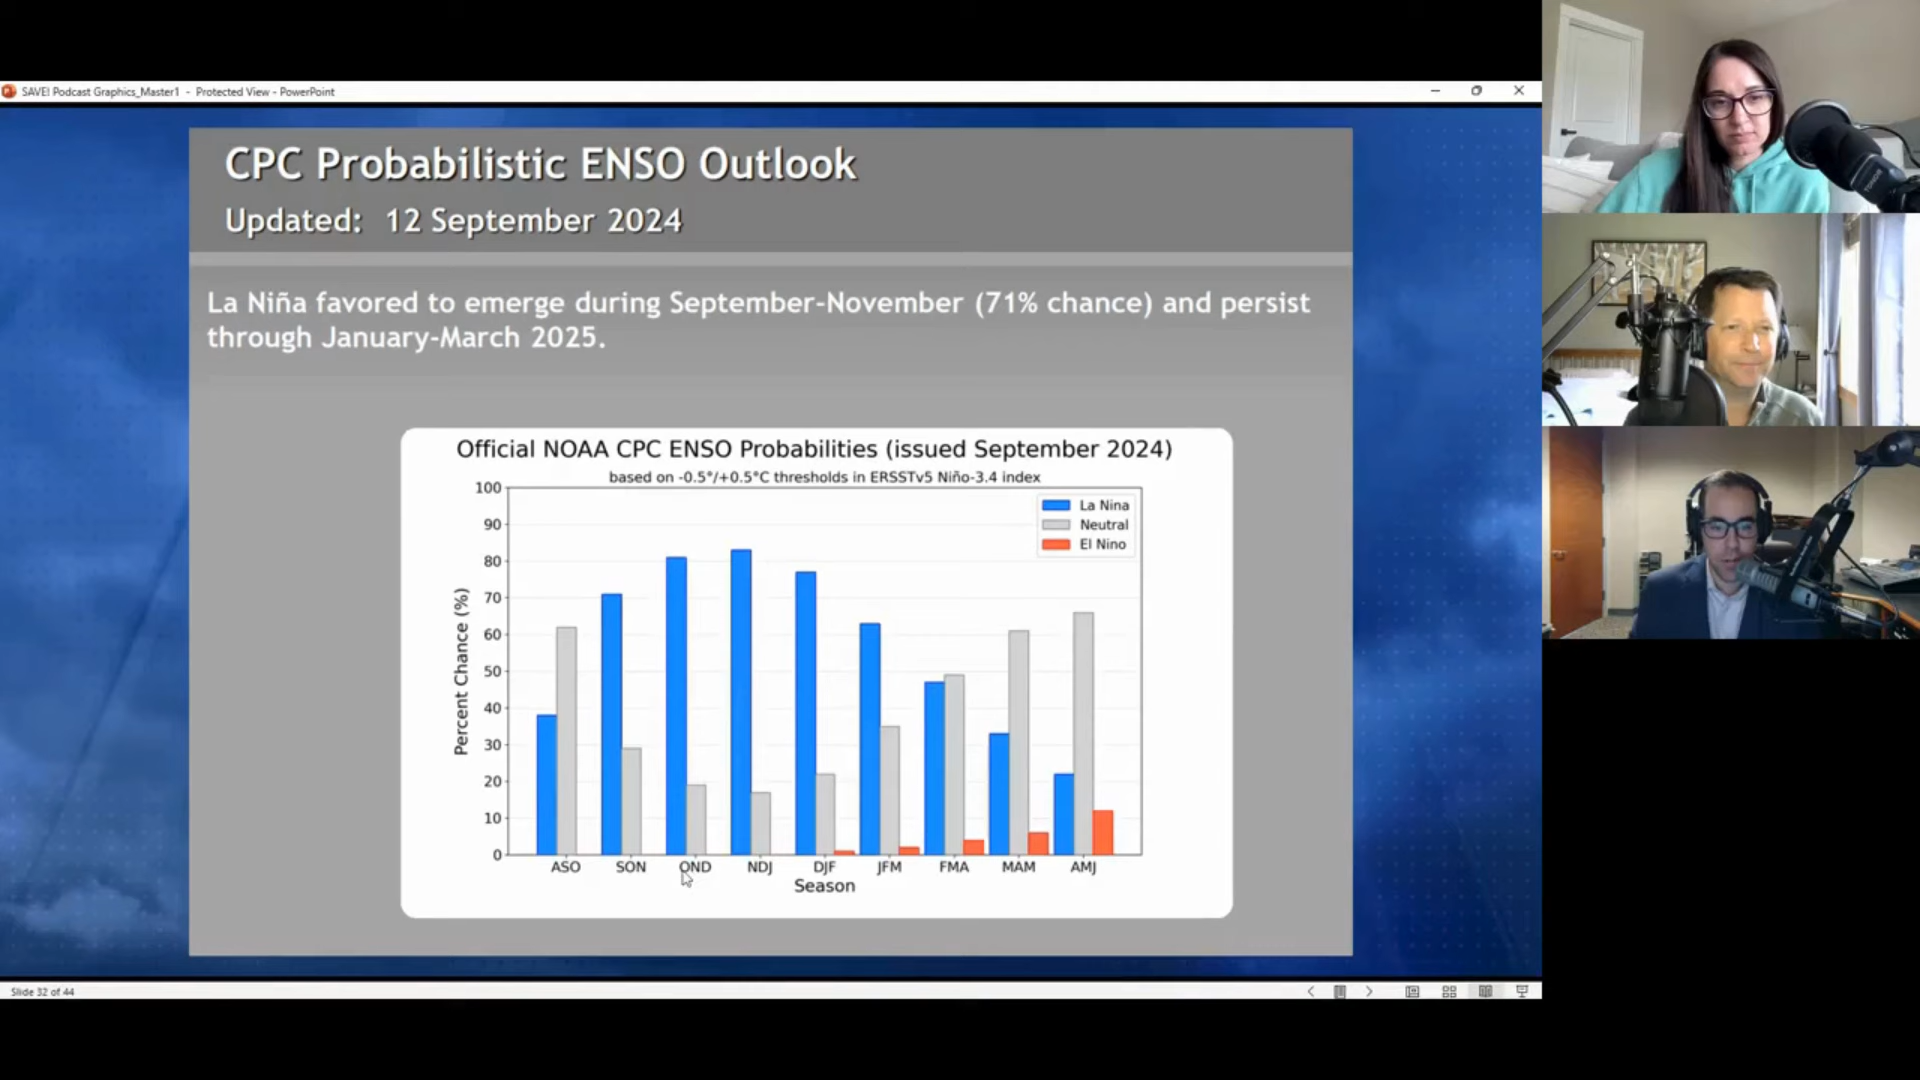 SAVE! Podcast Graphics_Master1 - Protected View - PowerPoint
CPC Probabilistic ENSO Outlook
Updated: 12 September 2024
La Niña favored to emerge during September-November (71% chance) and persist
through January-March 2025.
Official NOAA CPC ENSO Probabilities (issued September 2024)
based on -0.5°/+0.5°C thresholds in ERSSTv5 Niño-3.4 index
La Nina
Neutral
El Nino
Percent Chance (%)
100
90
80
70
60
50
40
30
20
10
0
ASO SON OND NDJ DJF JFM FMA MAM AMJ
Season
Slide 32 of 44